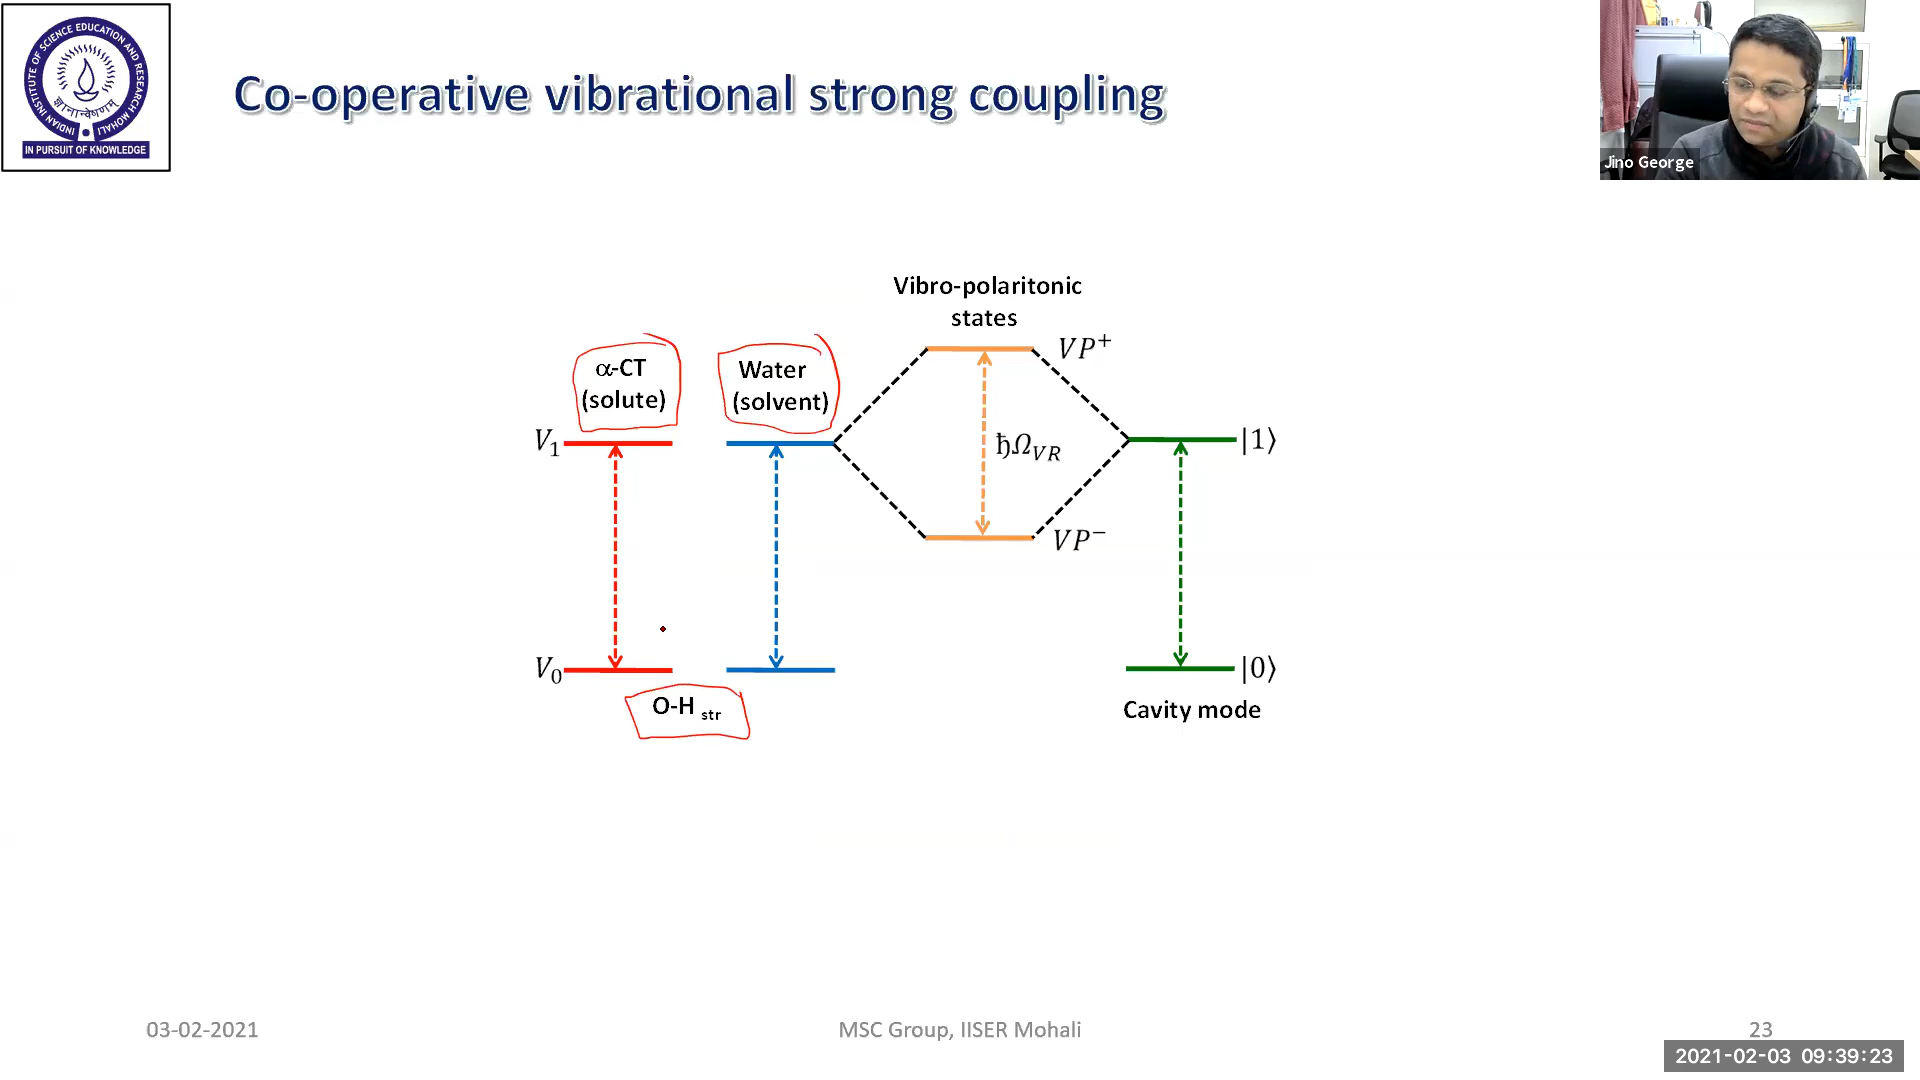 INDIAN INSTITUTE OF SCIENCE EDUCATION AND RESEARCH MOHALI
ज्ञानान्वेषणम्
IN PURSUIT OF KNOWLEDGE
Co-operative vibrational strong coupling
Jino George
Vibro-polaritonic
states
α-CT
(solute)
Water
(solvent)
VP⁺
V₁
ħΩ_VR
|1⟩
VP⁻
V₀
|0⟩
O-H str
Cavity mode
03-02-2021
MSC Group, IISER Mohali
23
2021-02-03 09:39:23